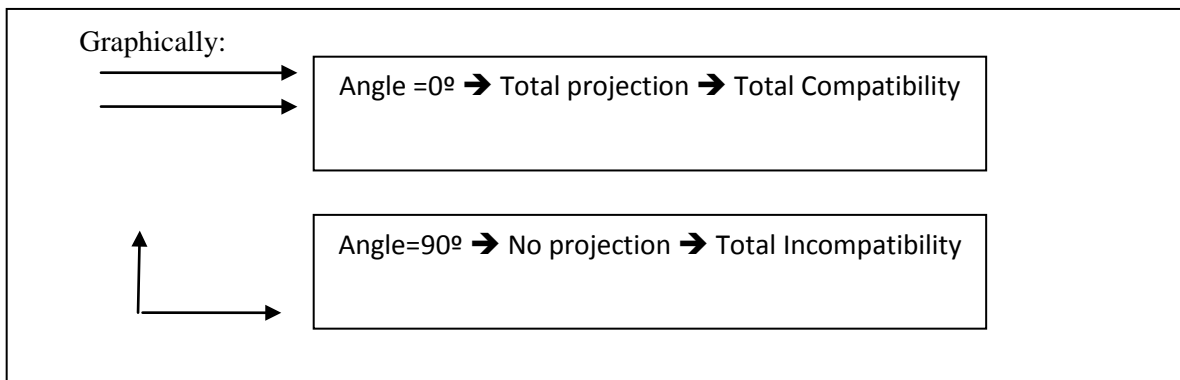 Graphically:
Angle =0º ➔ Total projection ➔ Total Compatibility
Angle=90º ➔ No projection ➔ Total Incompatibility